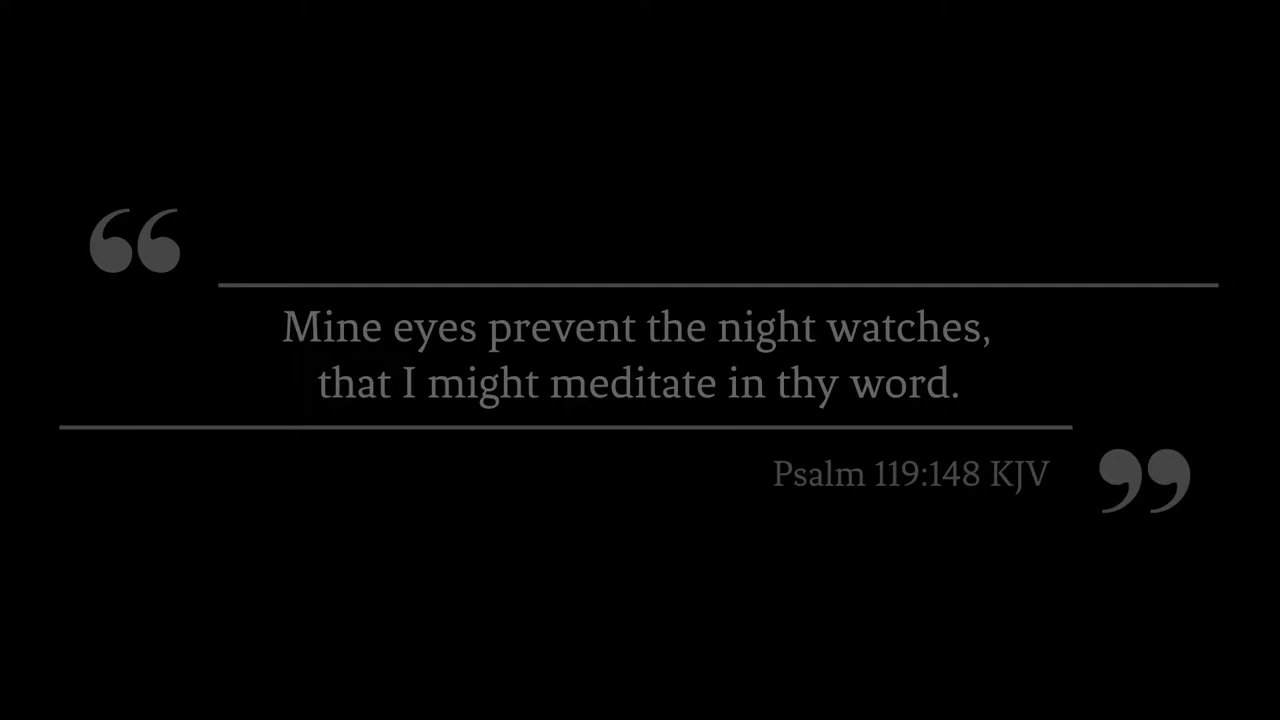 “
Mine eyes prevent the night watches,
that I might meditate in thy word.
Psalm 119:148 KJV
”